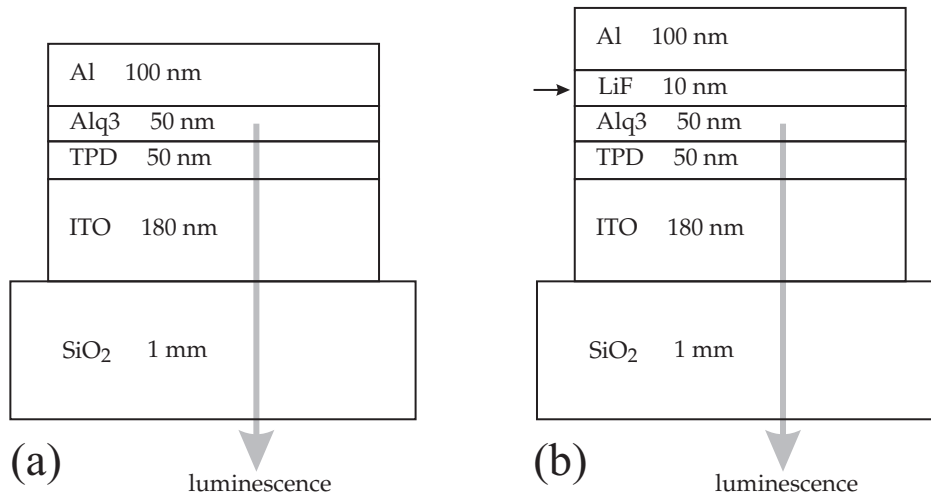 Al 100 nm
Alq3 50 nm
TPD 50 nm
ITO 180 nm
SiO₂ 1 mm
(a)
luminescence
Al 100 nm
LiF 10 nm
Alq3 50 nm
TPD 50 nm
ITO 180 nm
SiO₂ 1 mm
(b)
luminescence